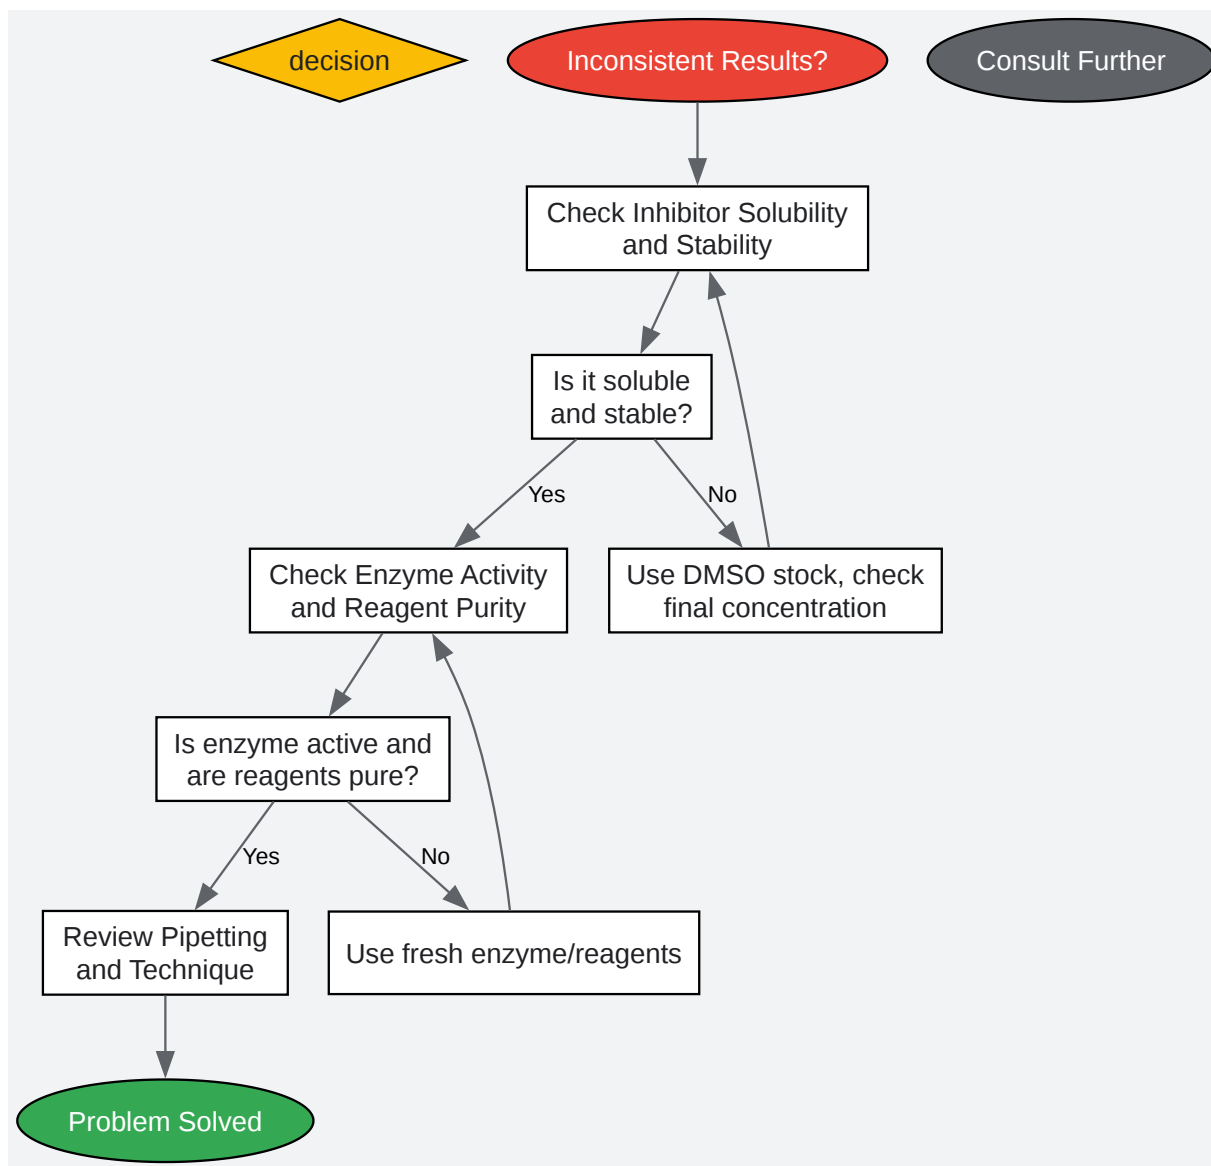 decision
Inconsistent Results?
Consult Further
Check Inhibitor Solubility
and Stability
Is it soluble
and stable?
Yes
No
Check Enzyme Activity
and Reagent Purity
Use DMSO stock, check
final concentration
Is enzyme active and
are reagents pure?
Yes
No
Review Pipetting
and Technique
Use fresh enzyme/reagents
Problem Solved